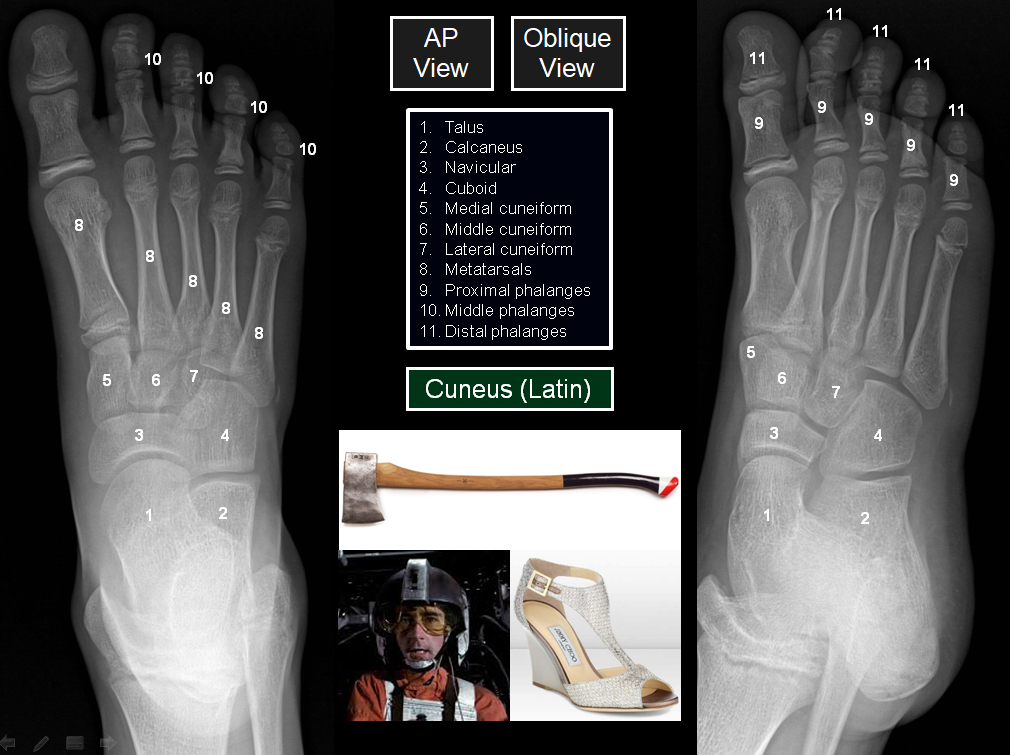 AP
View
Oblique
View
1. Talus
2. Calcaneus
3. Navicular
4. Cuboid
5. Medial cuneiform
6. Middle cuneiform
7. Lateral cuneiform
8. Metatarsals
9. Proximal phalanges
10. Middle phalanges
11. Distal phalanges
Cuneus (Latin)
JIMMY CHOO
10
10
10
10
8
8
8
8
8
5
6
7
3
4
1
2
11
11
11
11
11
9
9
9
9
9
5
6
7
3
4
1
2